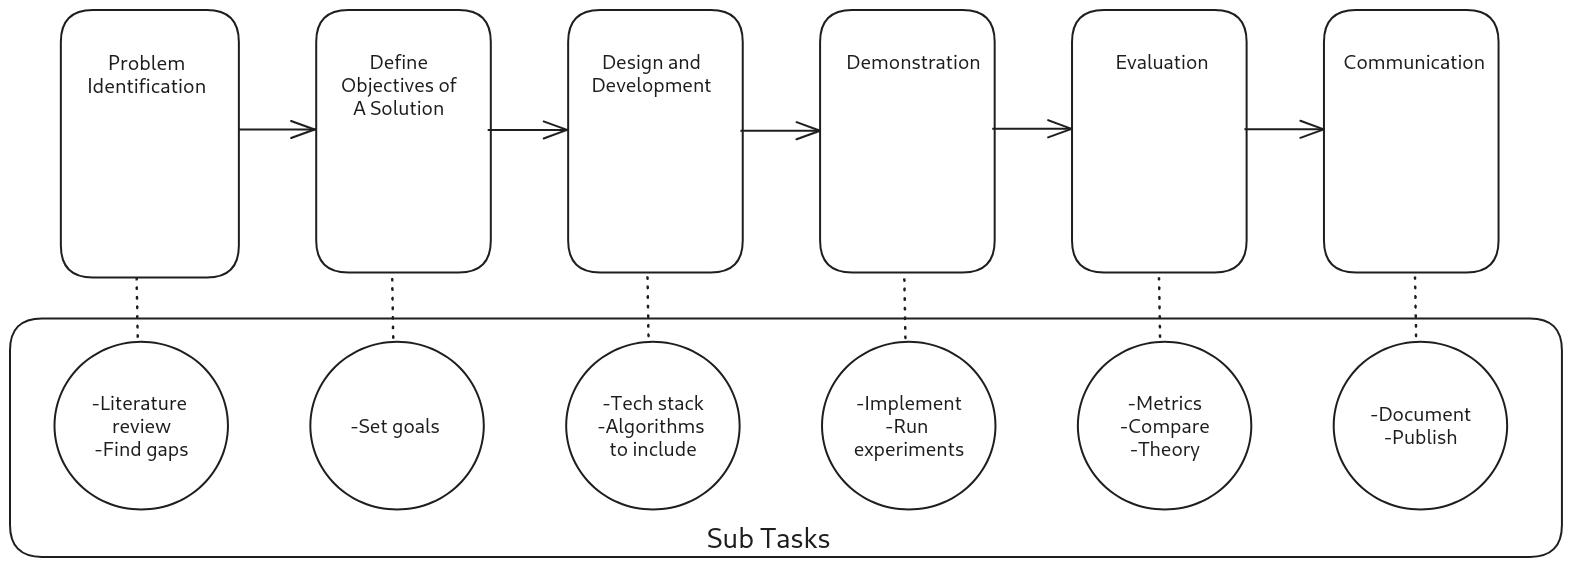 Problem
Identification
Define
Objectives of
A Solution
Design and
Development
Demonstration
Evaluation
Communication
-Literature
review
-Find gaps
-Set goals
-Tech stack
-Algorithms
to include
-Implement
-Run
experiments
-Metrics
-Compare
-Theory
-Document
-Publish
Sub Tasks